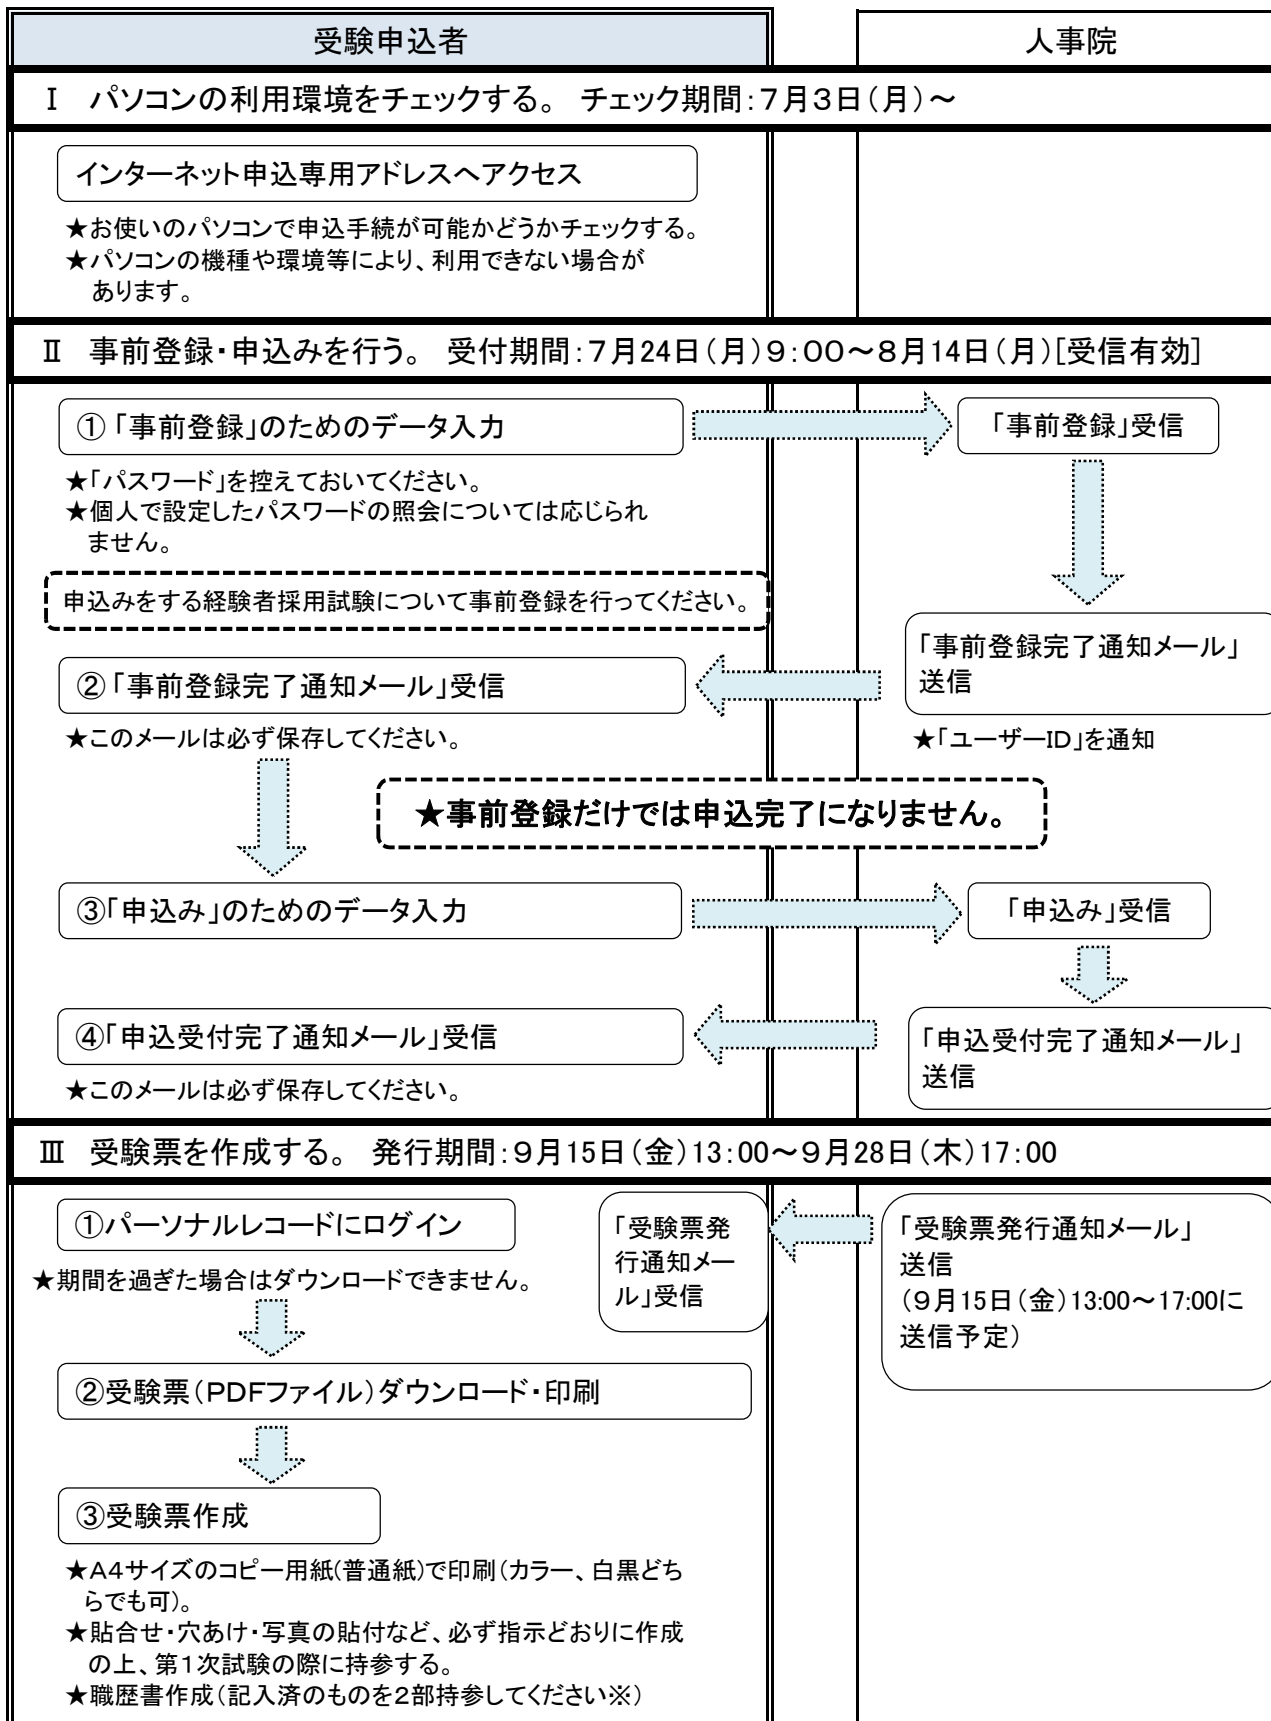 受験申込者
人事院
Ⅰ　パソコンの利用環境をチェックする。 チェック期間：７月３日（月）～
インターネット申込専用アドレスへアクセス
★お使いのパソコンで申込手続が可能かどうかチェックする。
★パソコンの機種や環境等により、利用できない場合が
あります。
Ⅱ　事前登録・申込みを行う。 受付期間：７月24日（月）９：００～８月14日（月）[受信有効]
①「事前登録」のためのデータ入力
「事前登録」受信
★「パスワード」を控えておいてください。
★個人で設定したパスワードの照会については応じられ
ません。
申込みをする経験者採用試験について事前登録を行ってください。
「事前登録完了通知メール」
送信
②「事前登録完了通知メール」受信
★このメールは必ず保存してください。
★「ユーザーＩＤ」を通知
★事前登録だけでは申込完了になりません。
③「申込み」のためのデータ入力
「申込み」受信
④「申込受付完了通知メール」受信
「申込受付完了通知メール」
送信
★このメールは必ず保存してください。
Ⅲ　受験票を作成する。 発行期間：９月15日（金）13：00～９月28日（木）17：00
①パーソナルレコードにログイン
★期間を過ぎた場合はダウンロードできません。
「受験票発
行通知メー
ル」受信
「受験票発行通知メール」
送信
（９月15日（金）13:00～17:00に
送信予定）
②受験票（ＰＤＦファイル）ダウンロード・印刷
③受験票作成
★Ａ４サイズのコピー用紙(普通紙)で印刷（カラー、白黒どち
らでも可）。
★貼合せ・穴あけ・写真の貼付など、必ず指示どおりに作成
の上、第１次試験の際に持参する。
★職歴書作成（記入済のものを２部持参してください※）